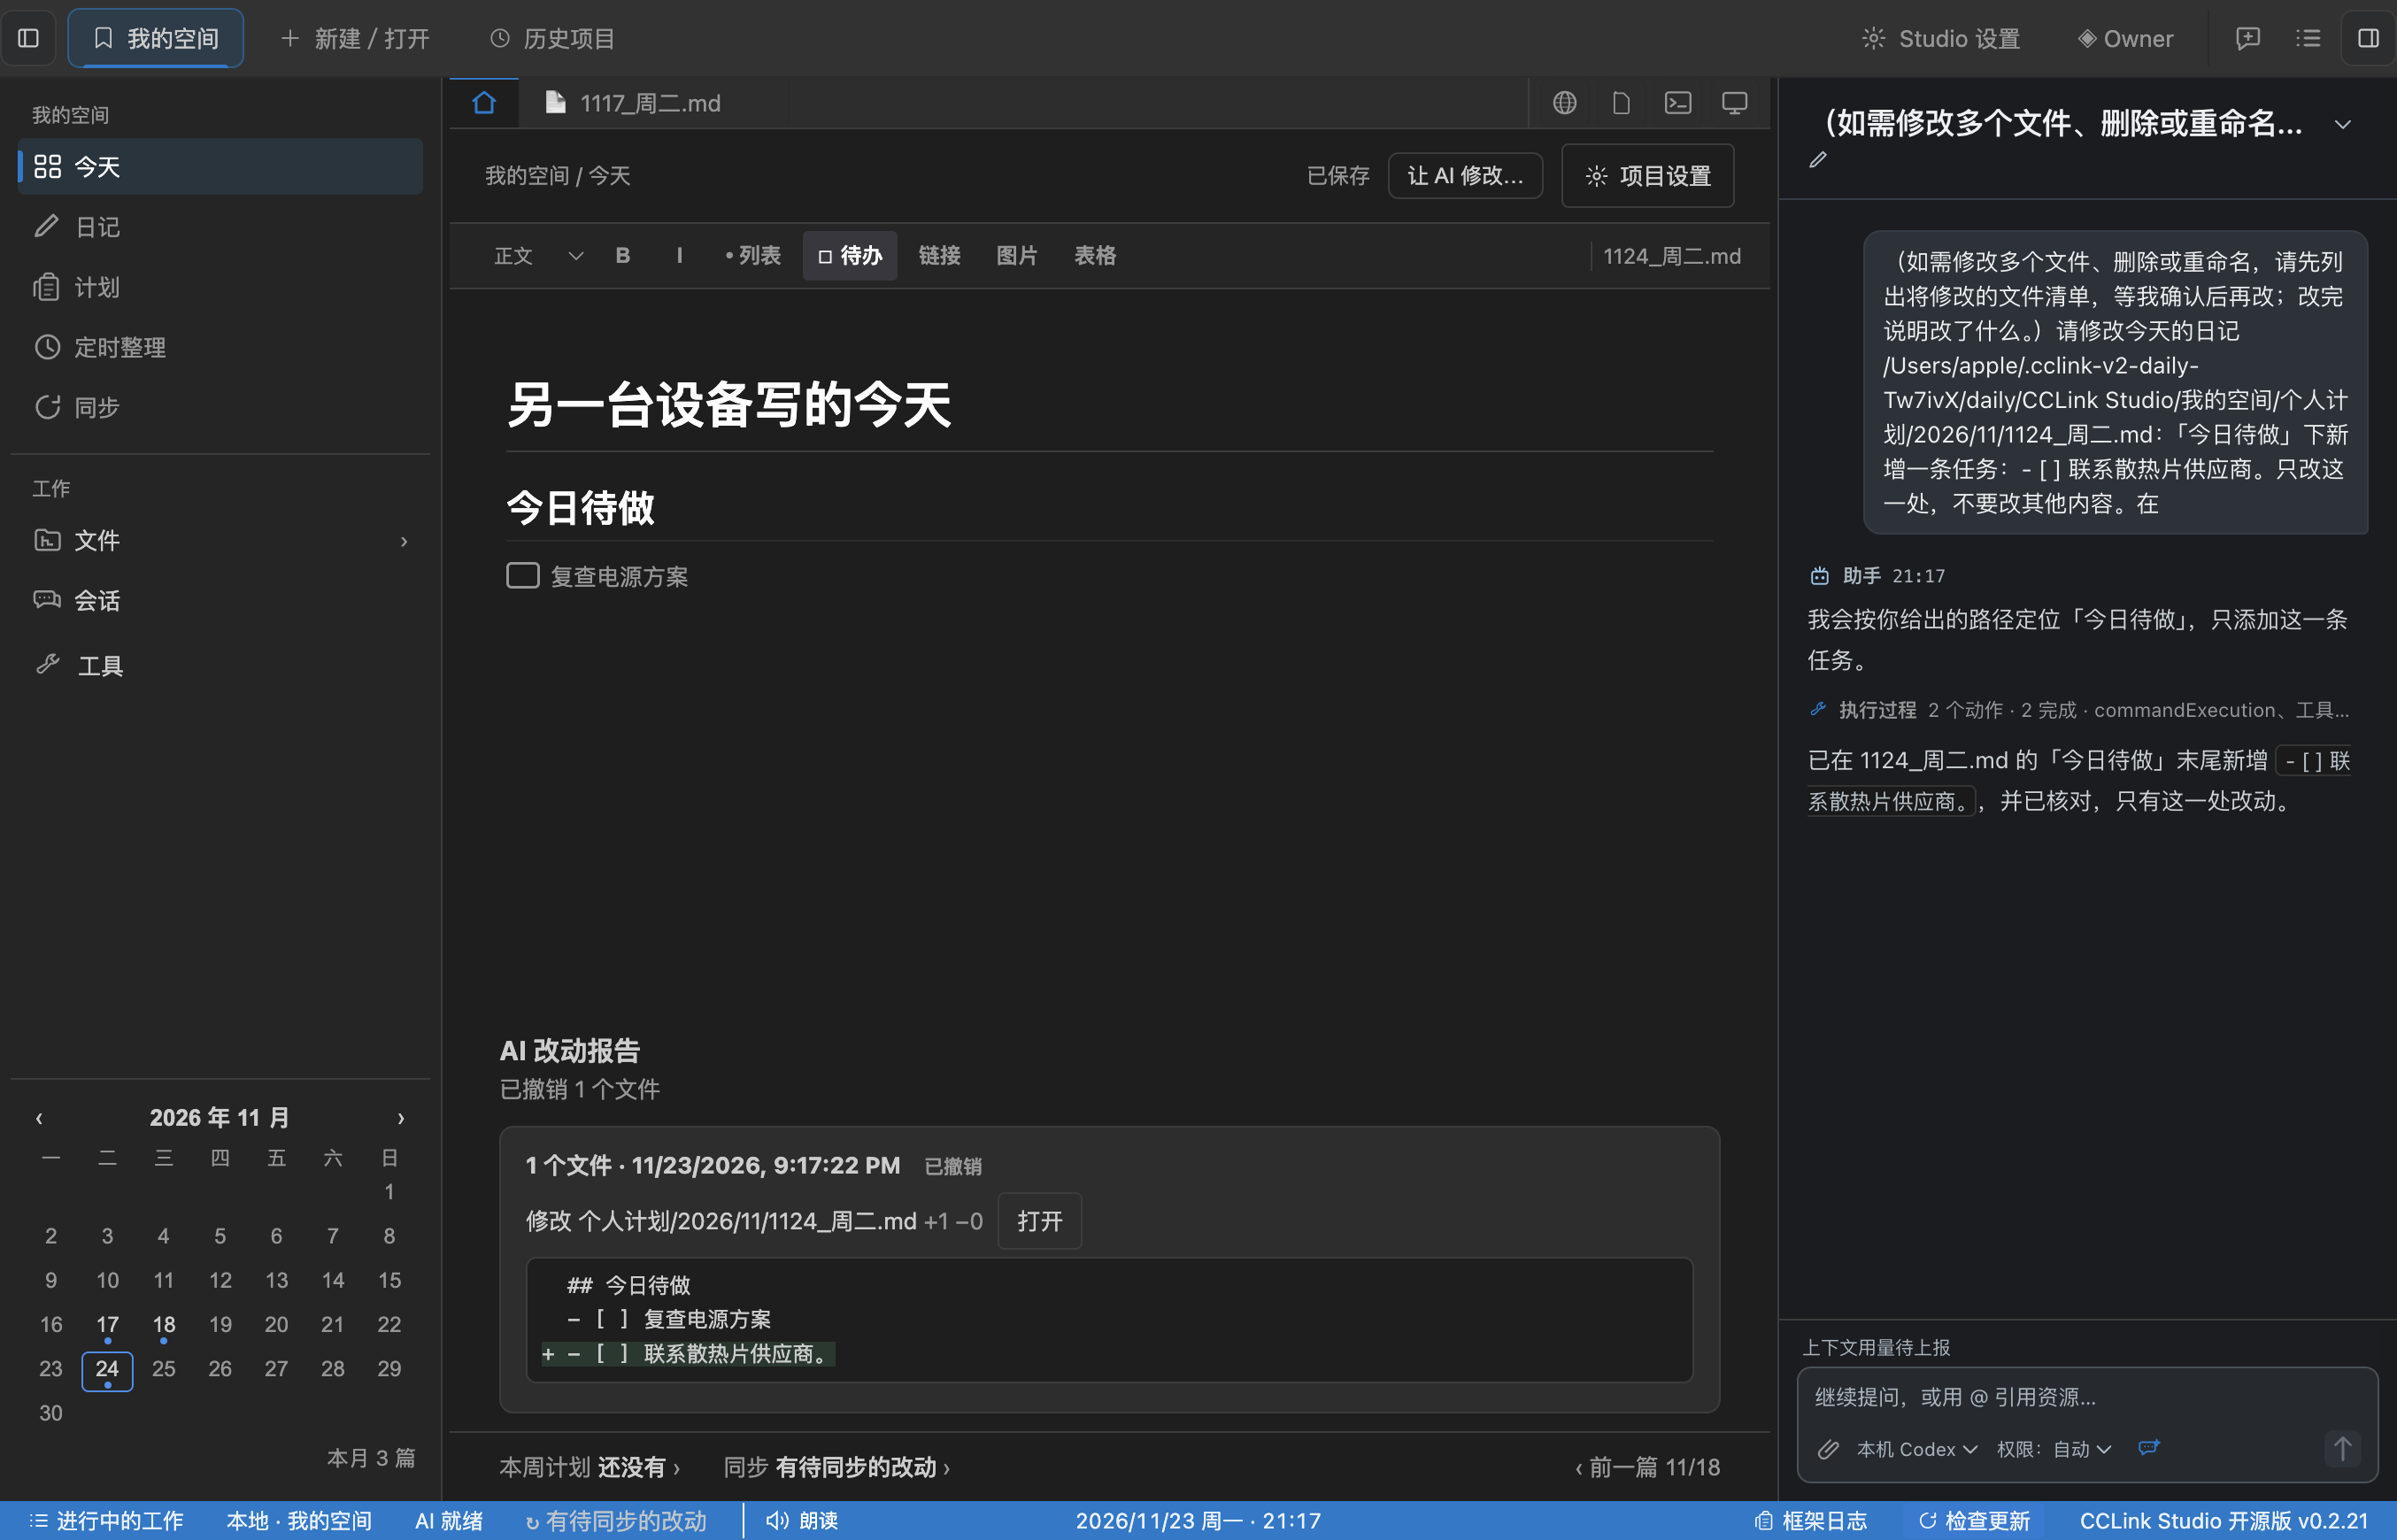 我的空间
新建 / 打开
历史项目
Studio 设置
Owner
我的空间
今天
日记
计划
定时整理
同步
工作
文件
会话
工具
2026 年 11 月
一 二 三 四 五 六 日
1
2 3 4 5 6 7 8
9 10 11 12 13 14 15
16 17 18 19 20 21 22
23 24 25 26 27 28 29
30
本月 3 篇
1117_周二.md
我的空间 / 今天
已保存
让 AI 修改...
项目设置
正文
B
I
• 列表
待办
链接
图片
表格
1124_周二.md
另一台设备写的今天
今日待做
复查电源方案
AI 改动报告
已撤销 1 个文件
1 个文件 · 11/23/2026, 9:17:22 PM 已撤销
修改 个人计划/2026/11/1124_周二.md +1 −0 打开
## 今日待做
- [ ] 复查电源方案
+ - [ ] 联系散热片供应商。
本周计划 还没有 ›
同步 有待同步的改动 ›
‹ 前一篇 11/18
（如需修改多个文件、删除或重命名...
（如需修改多个文件、删除或重命名，请先列
出将修改的文件清单，等我确认后再改；改完
说明改了什么。）请修改今天的日记
/Users/apple/.cclink-v2-daily-
Tw7ivX/daily/CCLink Studio/我的空间/个人计
划/2026/11/1124_周二.md：「今日待做」下新
增一条任务：- [ ] 联系散热片供应商。只改这
一处，不要改其他内容。在
助手 21:17
我会按你给出的路径定位「今日待做」，只添加这一条
任务。
执行过程 2 个动作 · 2 完成 · commandExecution、工具...
已在 1124_周二.md 的「今日待做」末尾新增 - [ ] 联
系散热片供应商。，并已核对，只有这一处改动。
上下文用量待上报
继续提问，或用 @ 引用资源...
本机 Codex
权限：自动
进行中的工作
本地 · 我的空间
AI 就绪
有待同步的改动
朗读
2026/11/23 周一 · 21:17
框架日志
检查更新
CCLink Studio 开源版 v0.2.21